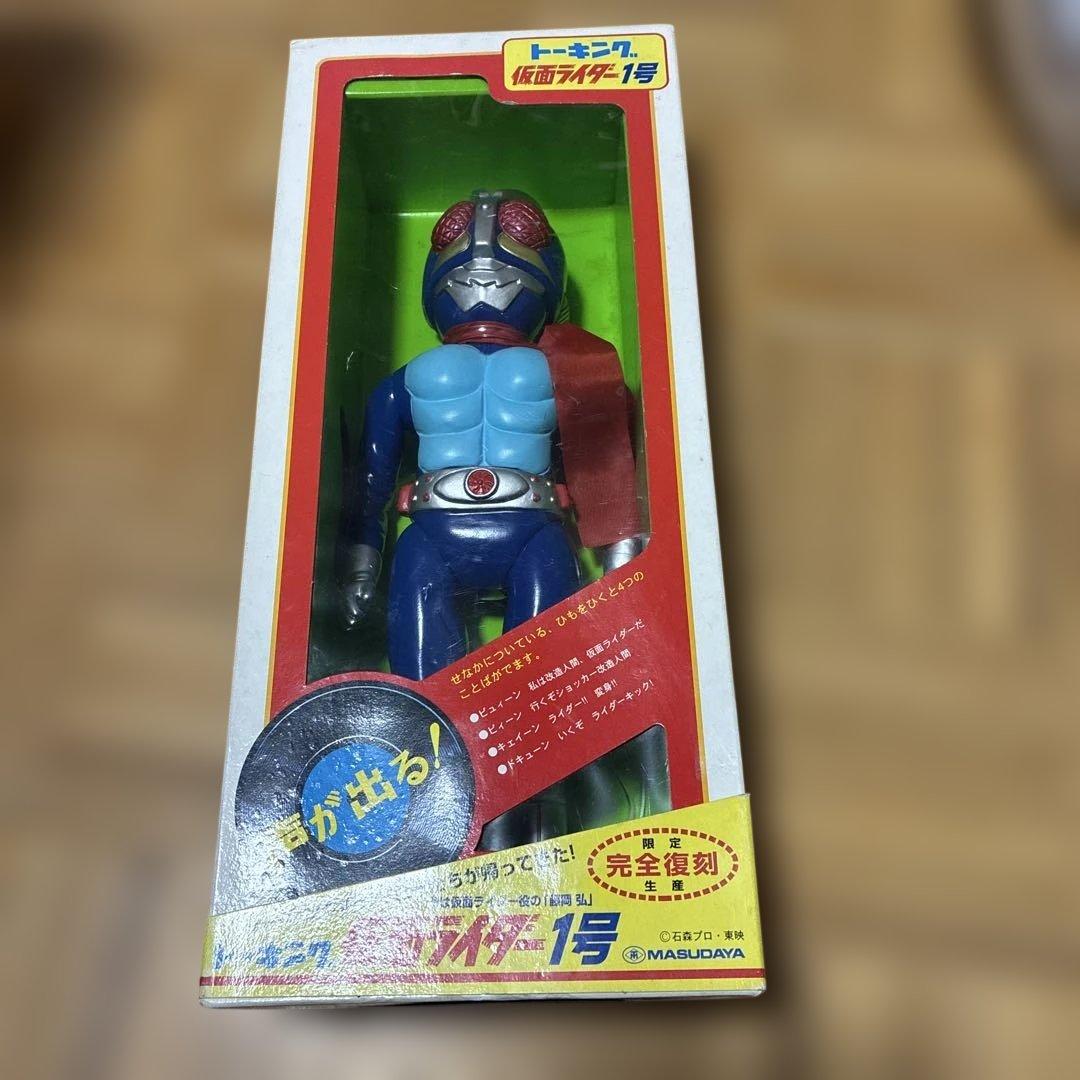 トーキング
仮面ライダー1号
せなかについている、ひもをひくと4つの
ことばがでます。
●ピュィーン 私は改造人間、仮面ライダーだ
●ピィーン 行くぞショッカー改造人間
●キェイーン ライダー!! 変身!!
●ドキューン いくぞ ライダーキック!
声が出る!
らが帰ってきた!
は仮面ライダー役の「藤岡 弘」
限定
完全復刻
生産
トーキング 仮面ライダー1号
©石森プロ・東映
MASUDAYA